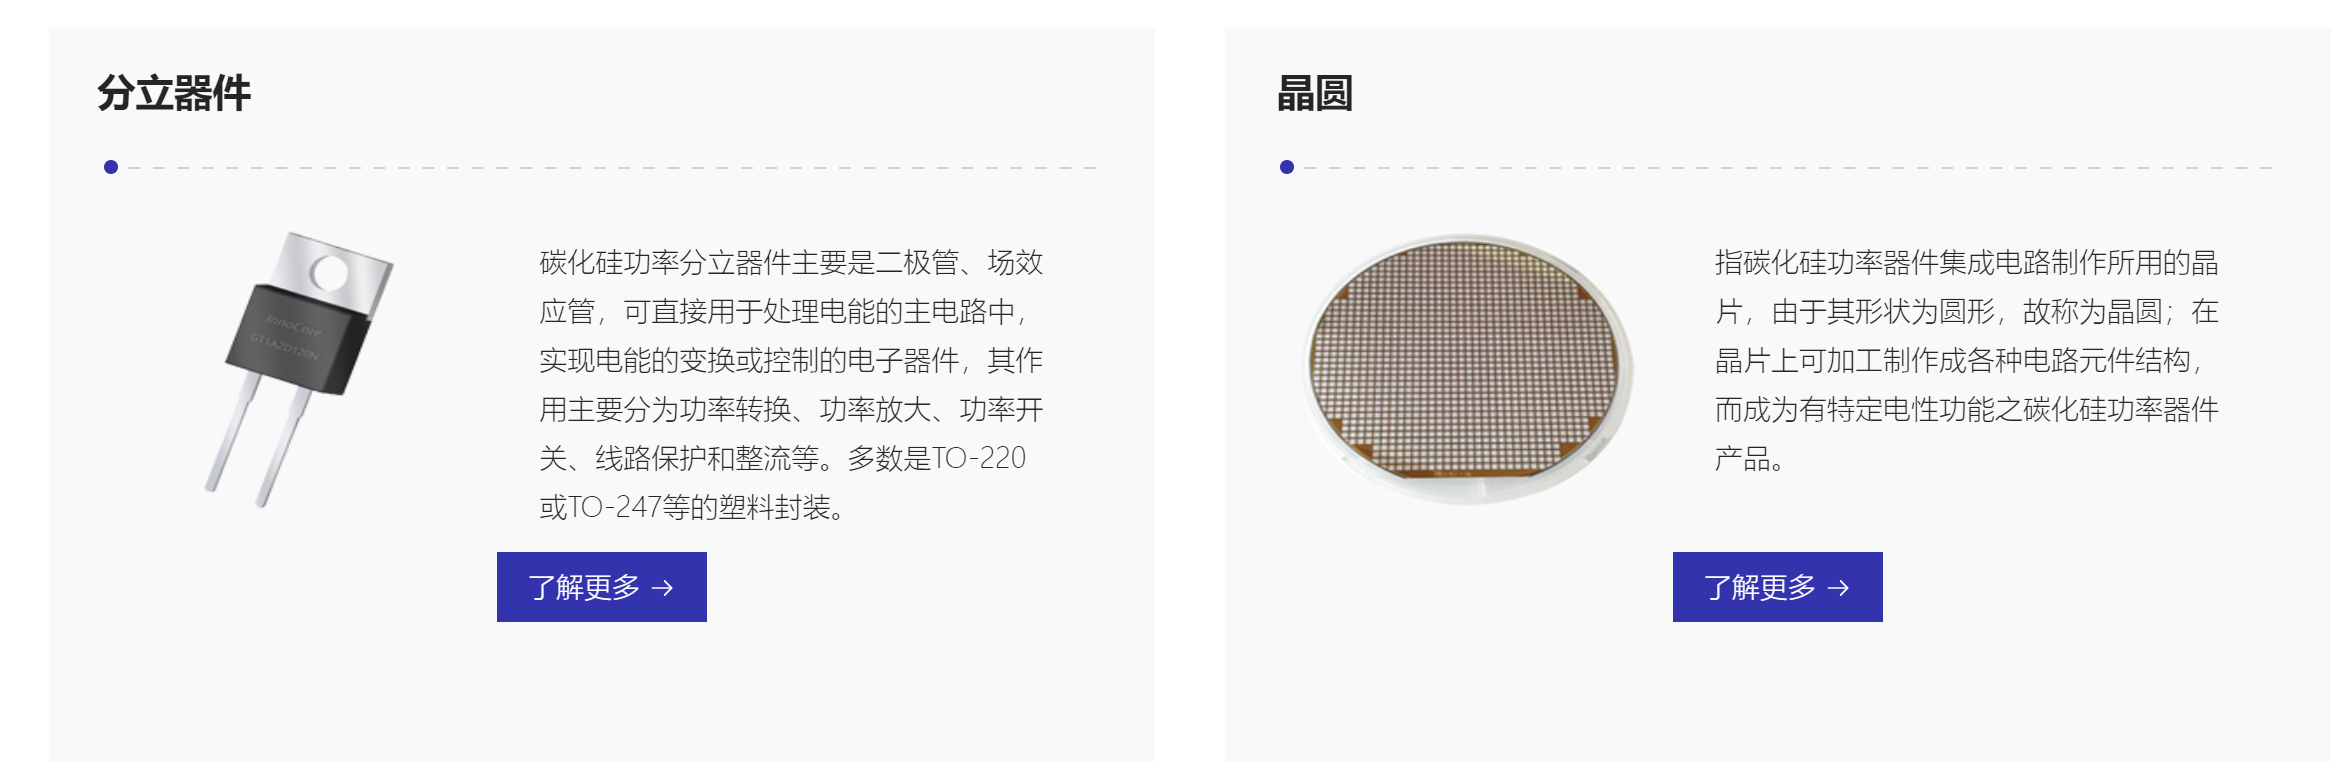 分立器件
InnoCore
GT1A2D120N
碳化硅功率分立器件主要是二极管、场效
应管，可直接用于处理电能的主电路中，
实现电能的变换或控制的电子器件，其作
用主要分为功率转换、功率放大、功率开
关、线路保护和整流等。多数是TO-220
或TO-247等的塑料封装。
了解更多 →
晶圆
指碳化硅功率器件集成电路制作所用的晶
片，由于其形状为圆形，故称为晶圆；在
晶片上可加工制作成各种电路元件结构，
而成为有特定电性功能之碳化硅功率器件
产品。
了解更多 →